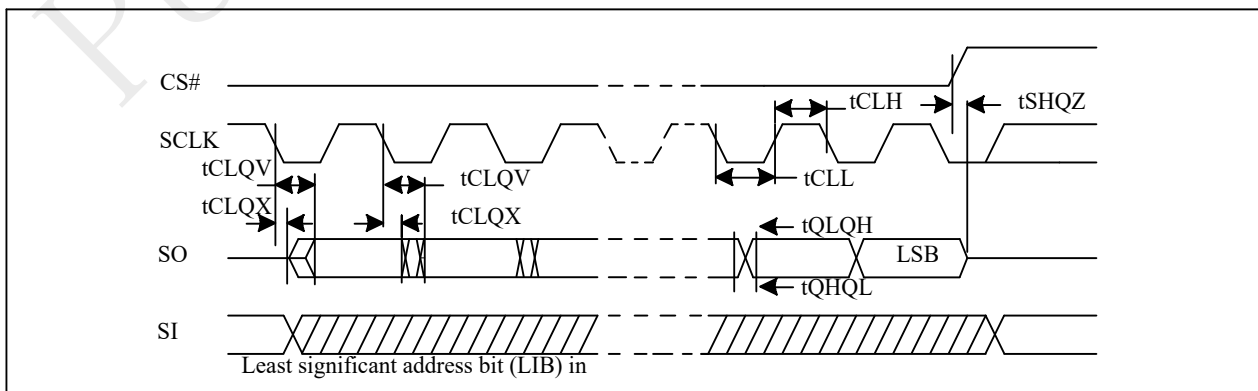 CS#
tCLH
tSHQZ
SCLK
tCLQV
tCLQV
tCLL
tCLQX
tCLQX
tQLQH
SO
LSB
tQHQL
SI
Least significant address bit (LIB) in